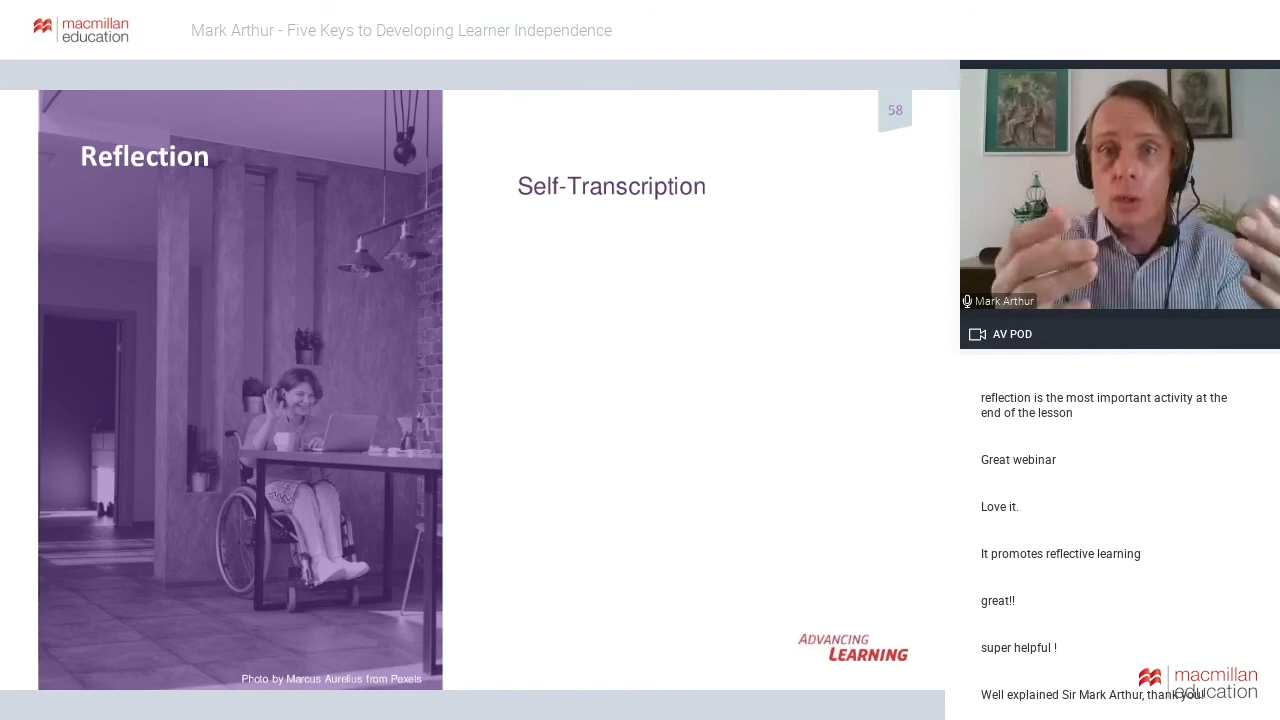 macmillan
education
Mark Arthur - Five Keys to Developing Learner Independence
58
Reflection
Self-Transcription
ADVANCING
LEARNING
Photo by Marcus Aurelius from Pexels
Mark Arthur
AV POD
reflection is the most important activity at the
end of the lesson
Great webinar
Love it.
It promotes reflective learning
great!!
super helpful !
Well explained Sir Mark Arthur, thank you!
macmillan
education